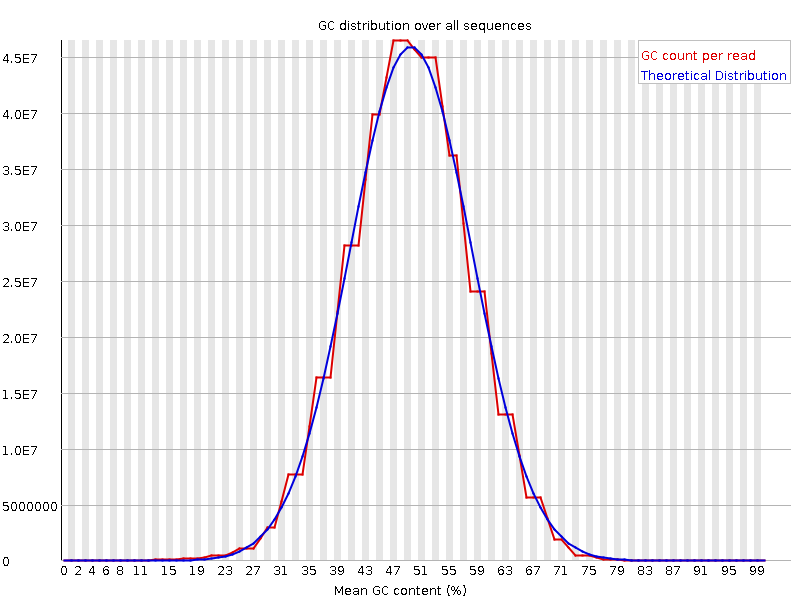 GC distribution over all sequences
GC count per read
Theoretical Distribution
4.5E7
4.0E7
3.5E7
3.0E7
2.5E7
2.0E7
1.5E7
1.0E7
5000000
0
0 2 4 6 8 11 15 19 23 27 31 35 39 43 47 51 55 59 63 67 71 75 79 83 87 91 95 99
Mean GC content (%)